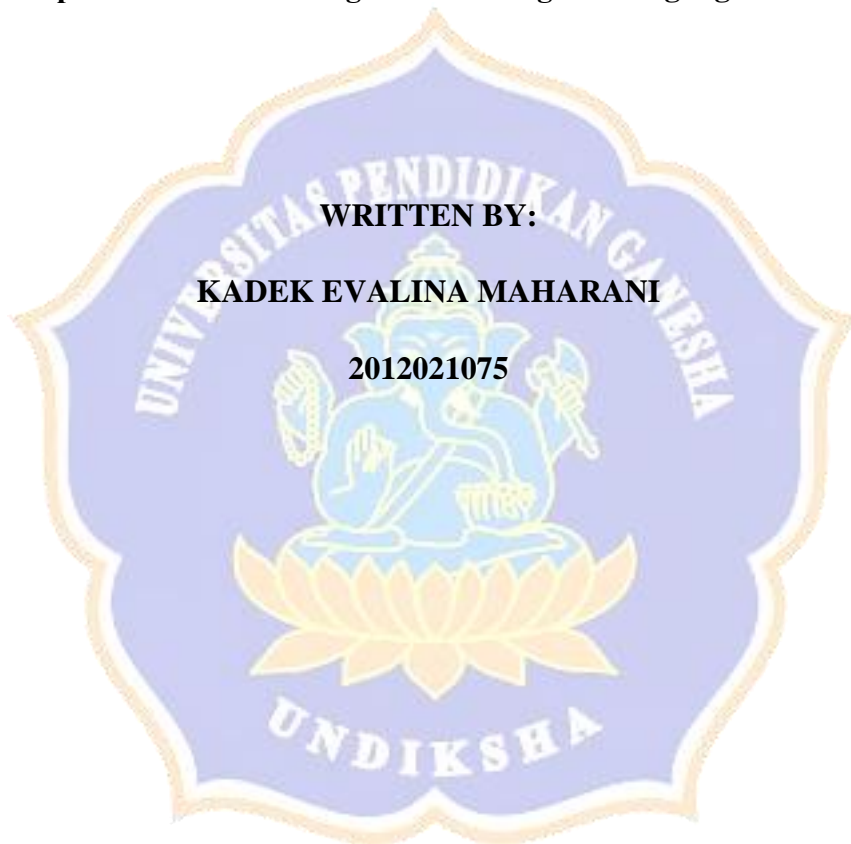 WRITTEN BY:
KADEK EVALINA MAHARANI
2012021075
UNIVERSITAS PENDIDIKAN GANESHA
UNDIKSHA